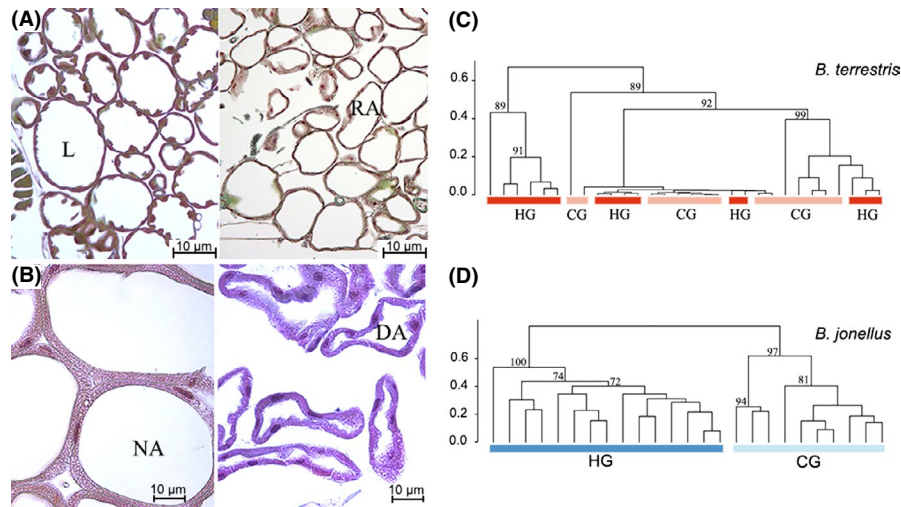 (A)
L
10 µm
RA
10 µm
(B)
NA
10 µm
DA
10 µm
(C)
B. terrestris
0.6
0.4
0.2
0.0
89
89
91
92
99
HG CG HG CG HG CG HG
(D)
B. jonellus
0.6
0.4
0.2
0.0
100
74
72
97
94
81
HG CG